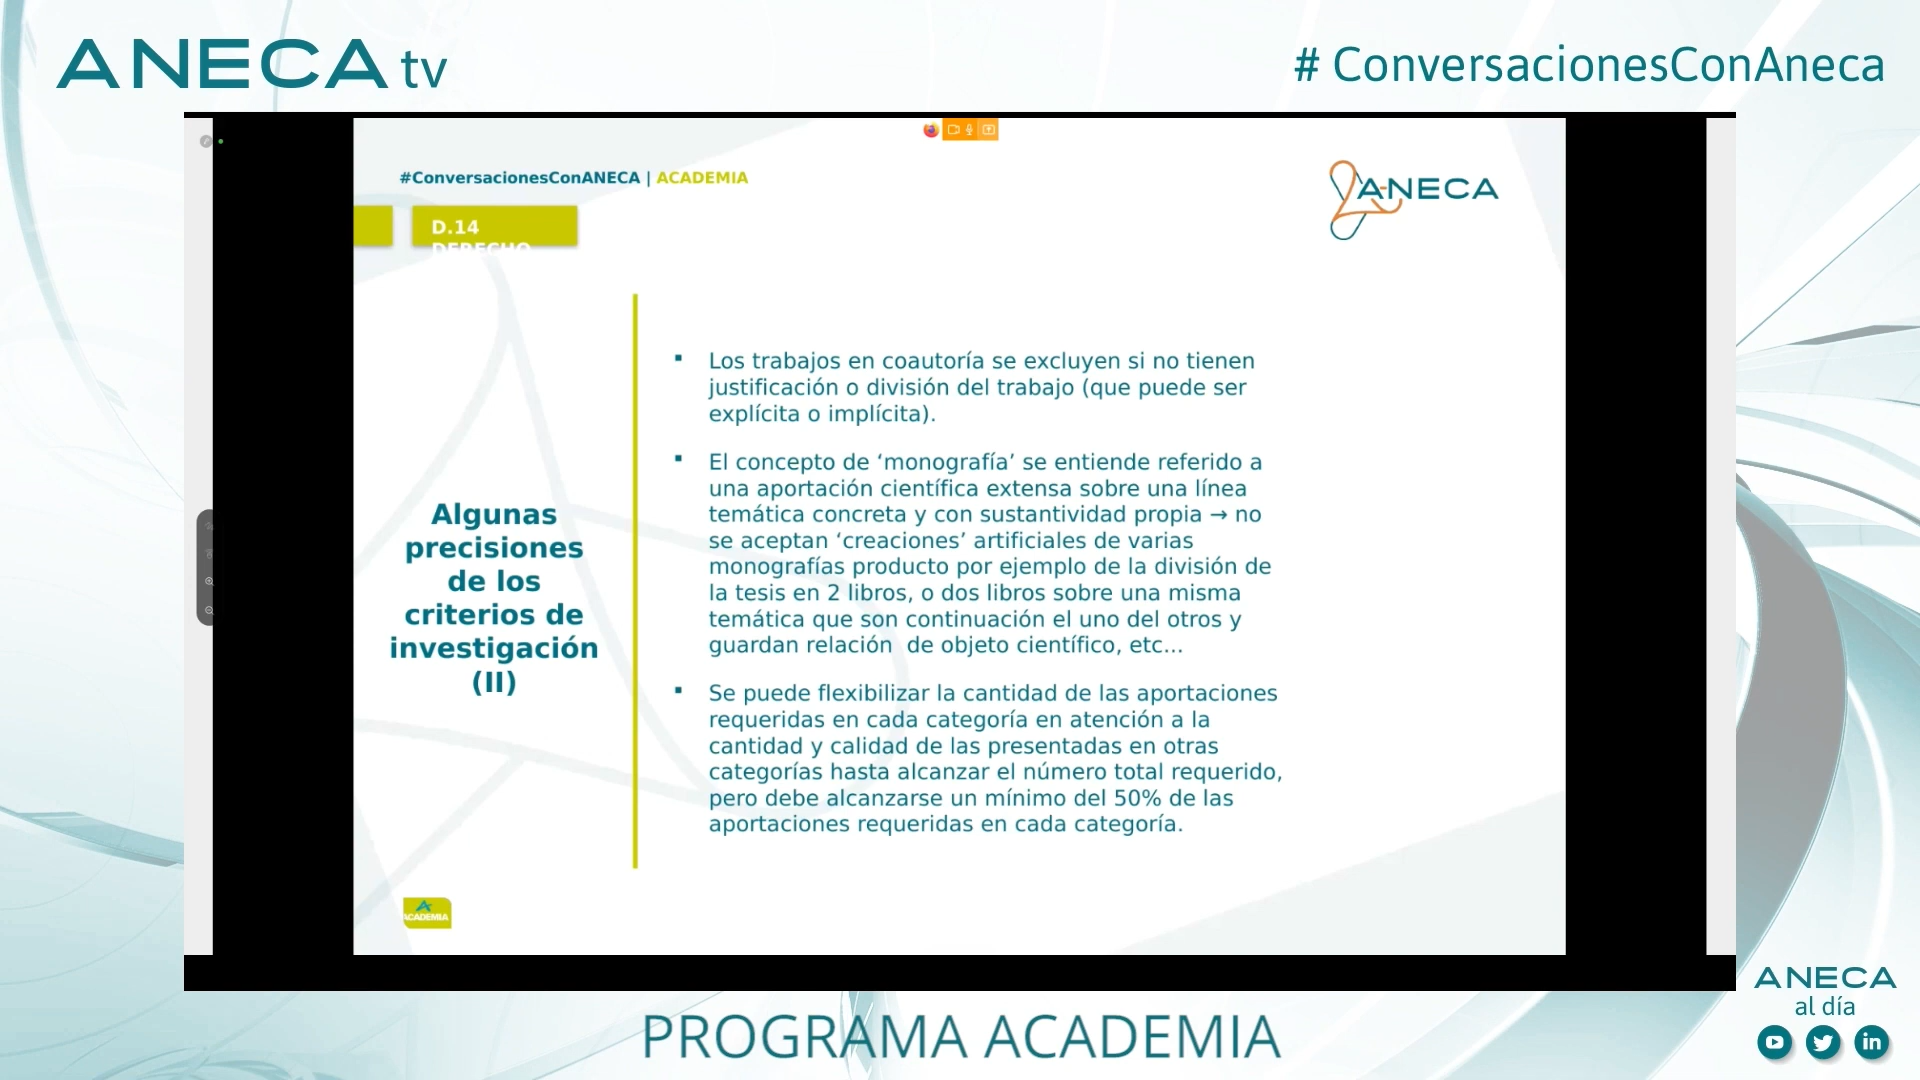 ANECA tv
# ConversacionesConAneca
#ConversacionesConANECA | ACADEMIA
ANECA
D.14
DERECHO
Algunas
precisiones
de los
criterios de
investigación
(II)
▪ Los trabajos en coautoría se excluyen si no tienen
justificación o división del trabajo (que puede ser
explícita o implícita).
▪ El concepto de ‘monografía’ se entiende referido a
una aportación científica extensa sobre una línea
temática concreta y con sustantividad propia → no
se aceptan ‘creaciones’ artificiales de varias
monografías producto por ejemplo de la división de
la tesis en 2 libros, o dos libros sobre una misma
temática que son continuación el uno del otros y
guardan relación  de objeto científico, etc...
▪ Se puede flexibilizar la cantidad de las aportaciones
requeridas en cada categoría en atención a la
cantidad y calidad de las presentadas en otras
categorías hasta alcanzar el número total requerido,
pero debe alcanzarse un mínimo del 50% de las
aportaciones requeridas en cada categoría.
ACADEMIA
PROGRAMA ACADEMIA
ANECA
al día
in